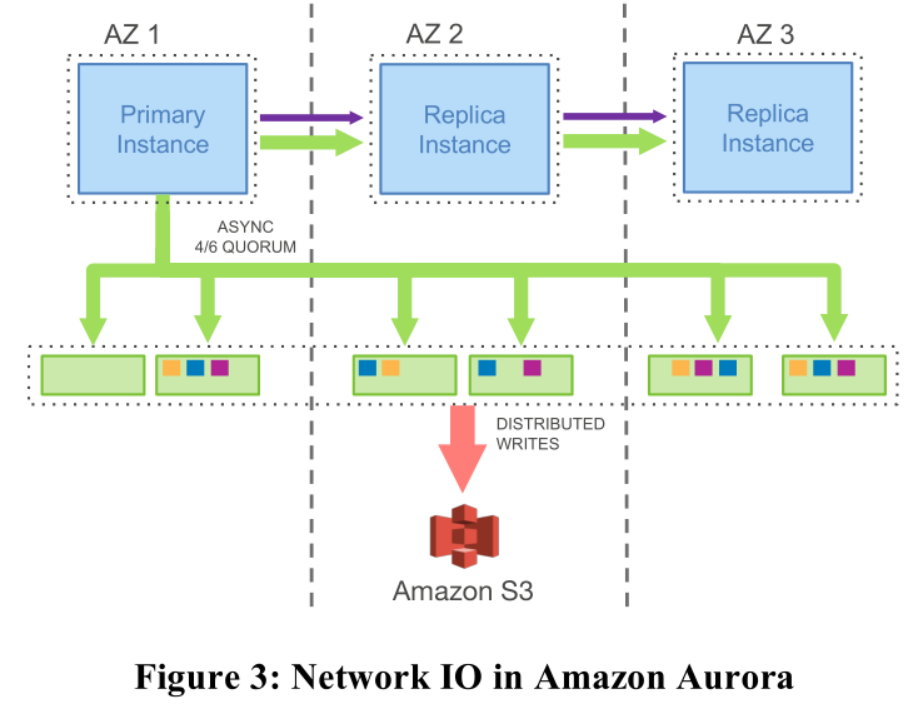 AZ 1
AZ 2
AZ 3
Primary
Instance
Replica
Instance
Replica
Instance
ASYNC
4/6 QUORUM
DISTRIBUTED
WRITES
Amazon S3
Figure 3: Network IO in Amazon Aurora